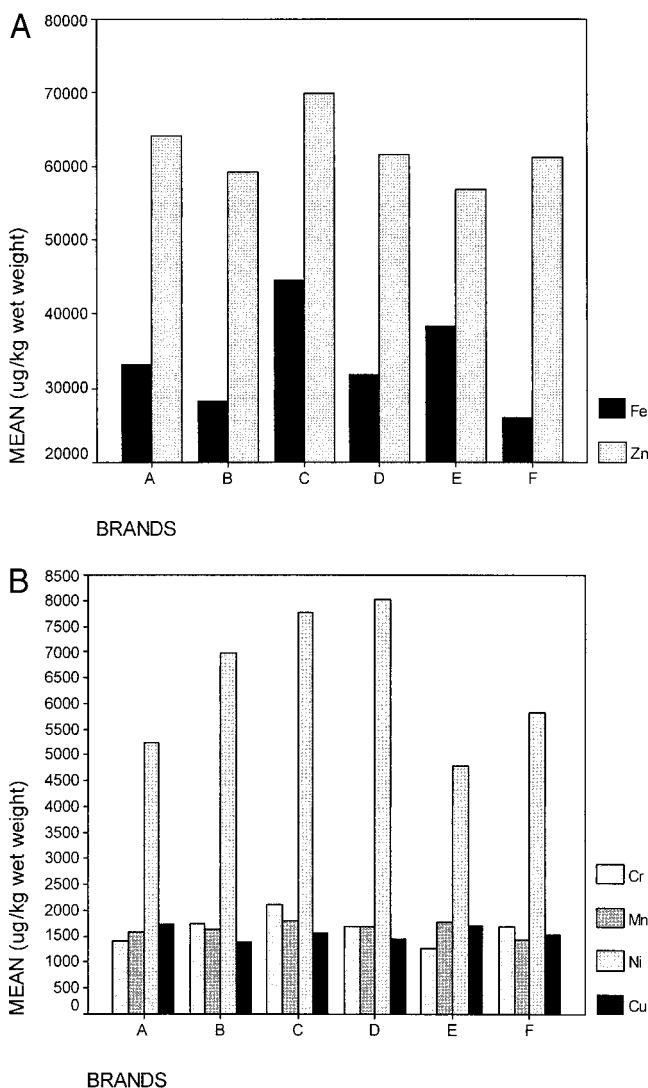 A
MEAN (ug/kg wet weight)
80000
70000
60000
50000
40000
30000
20000
A B C D E F
BRANDS
Fe
Zn
B
MEAN (ug/kg wet weight)
8500
8000
7500
7000
6500
6000
5500
5000
4500
4000
3500
3000
2500
2000
1500
1000
500
0
A B C D E F
BRANDS
Cr
Mn
Ni
Cu